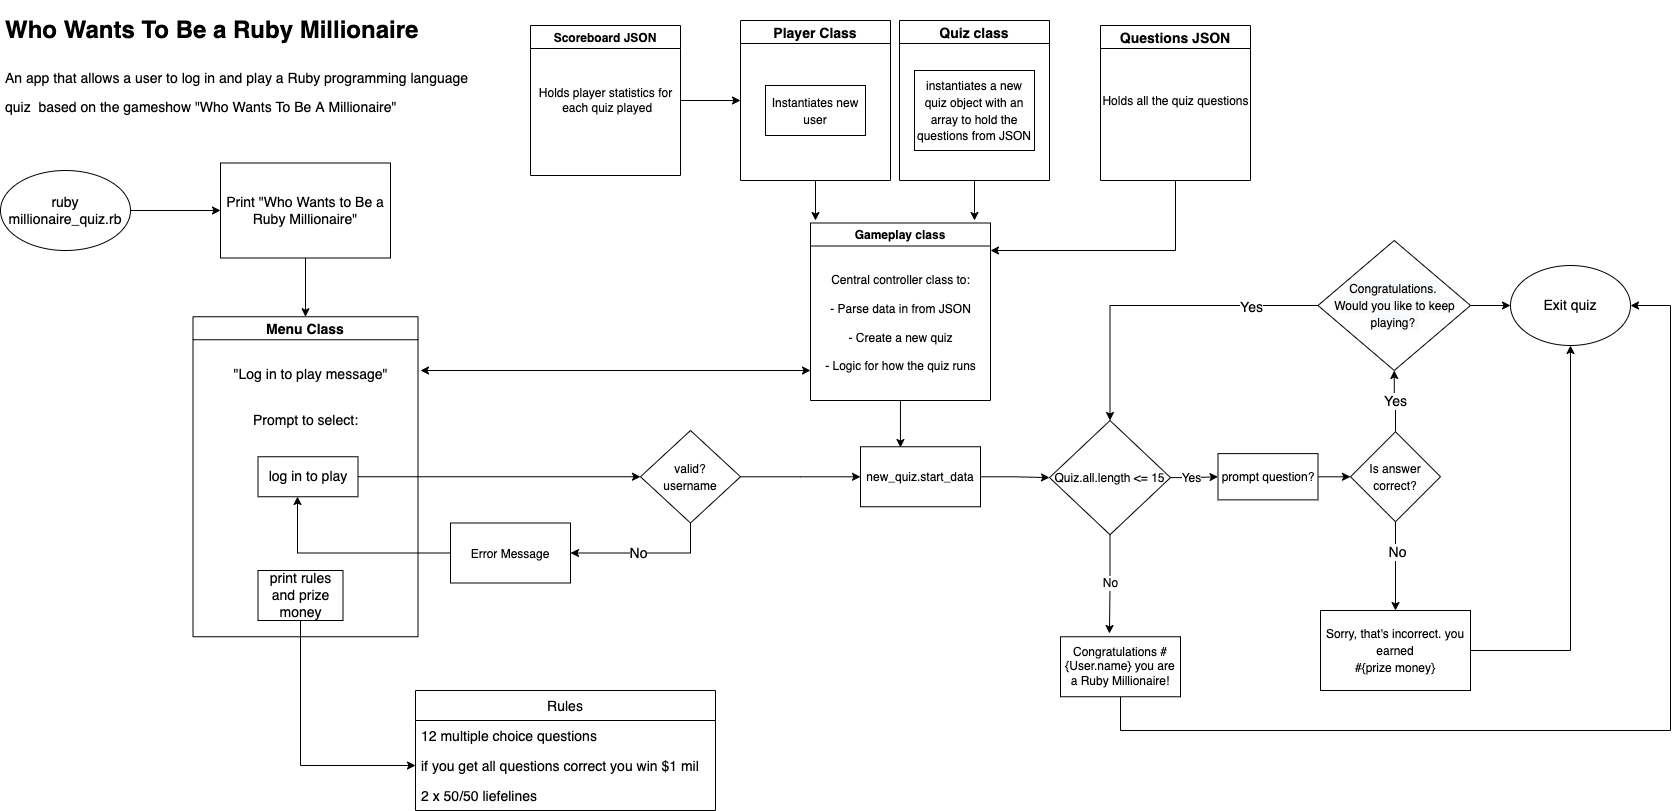 Who Wants To Be a Ruby Millionaire
An app that allows a user to log in and play a Ruby programming language
quiz based on the gameshow "Who Wants To Be A Millionaire"
Scoreboard JSON
Holds player statistics for
each quiz played
Player Class
Instantiates new
user
Quiz class
instantiates a new
quiz object with an
array to hold the
questions from JSON
Questions JSON
Holds all the quiz questions
ruby
millionaire_quiz.rb
Print "Who Wants to Be a
Ruby Millionaire"
Gameplay class
Central controller class to:
- Parse data in from JSON
- Create a new quiz
- Logic for how the quiz runs
Menu Class
"Log in to play message"
Prompt to select:
log in to play
print rules
and prize
money
valid?
username
No
Error Message
new_quiz.start_data
Quiz.all.length <= 15
Yes
prompt question?
Is answer
correct?
Yes
Congratulations.
Would you like to keep
playing?
Yes
Exit quiz
No
Sorry, that's incorrect. you
earned
#{prize money}
No
Congratulations #
{User.name} you are
a Ruby Millionaire!
Rules
12 multiple choice questions
if you get all questions correct you win $1 mil
2 x 50/50 liefelines